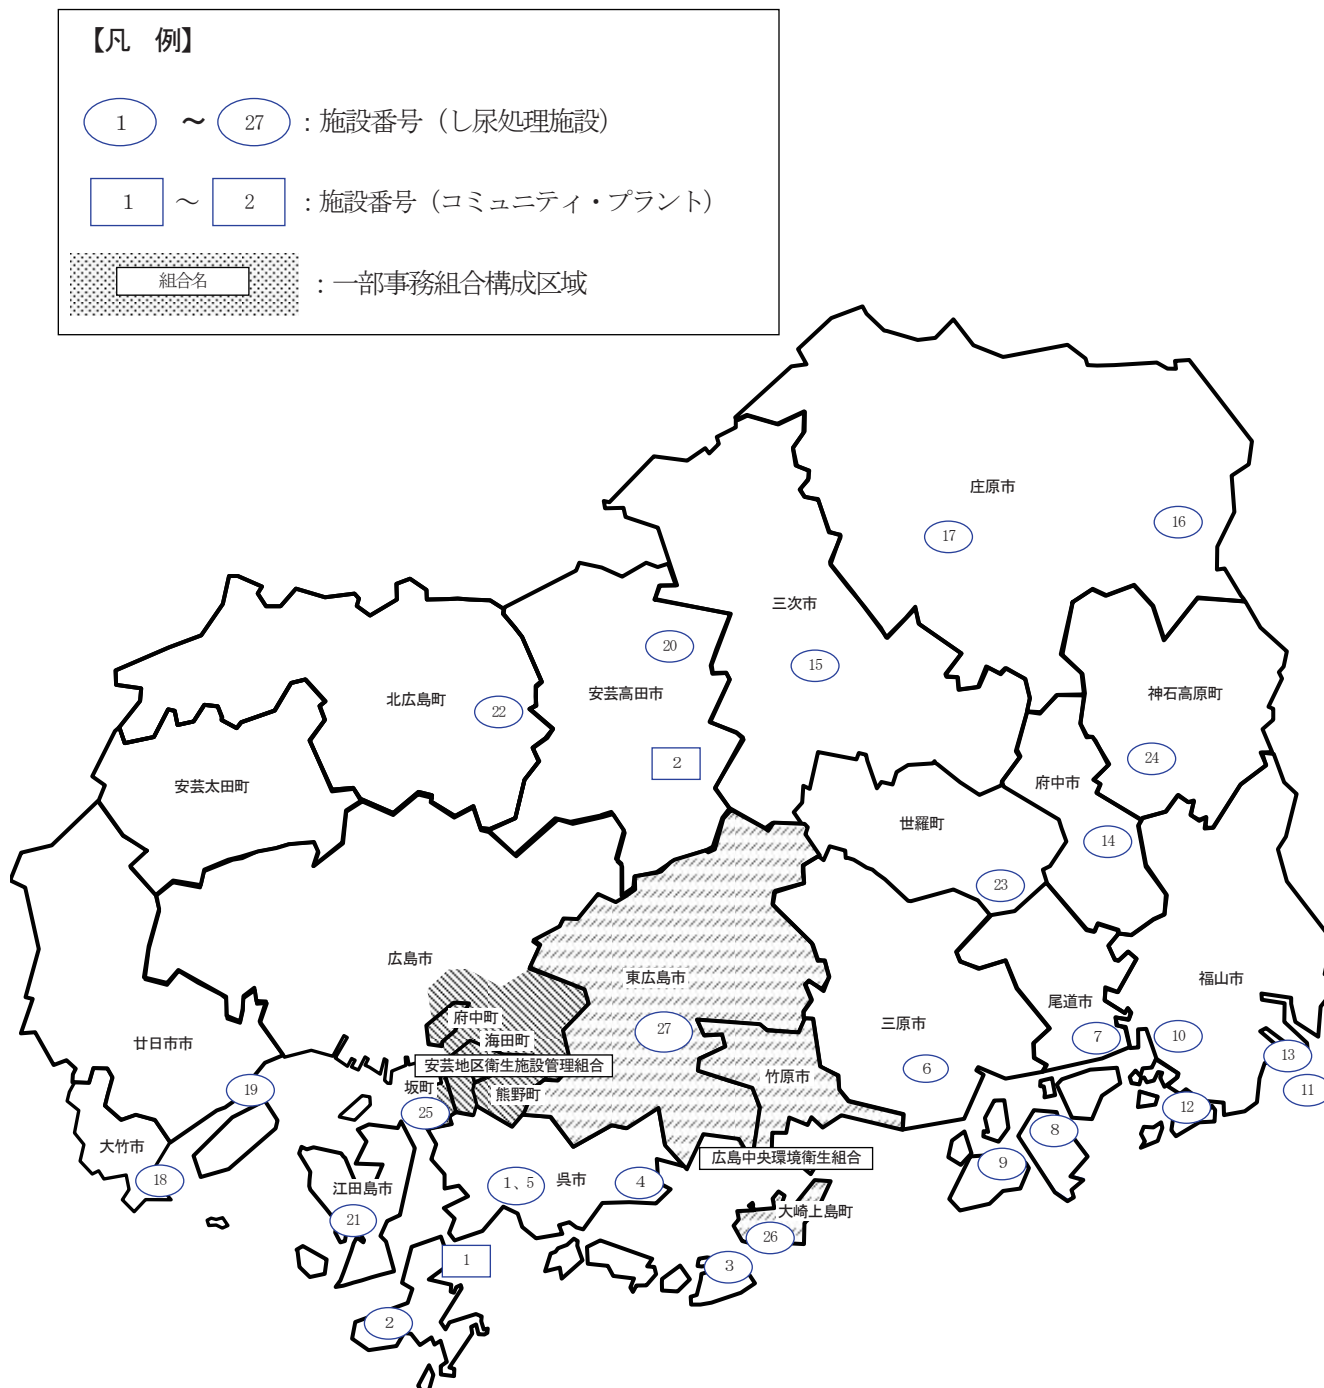 【凡　例】
1 ～ 27 ：施設番号（し尿処理施設）
1 ～ 2 ：施設番号（コミュニティ・プラント）
組合名 ：一部事務組合構成区域
庄原市
17
16
三次市
15
20
安芸高田市
2
北広島町
22
神石高原町
24
安芸太田町
府中市
14
世羅町
23
広島市
東広島市
27
福山市
尾道市
7
10
13
11
12
三原市
6
8
9
府中町
海田町
安芸地区衛生施設管理組合
坂町
熊野町
25
竹原市
廿日市市
19
大竹市
18
広島中央環境衛生組合
呉市
1、5
4
江田島市
21
大崎上島町
26
3
1
2